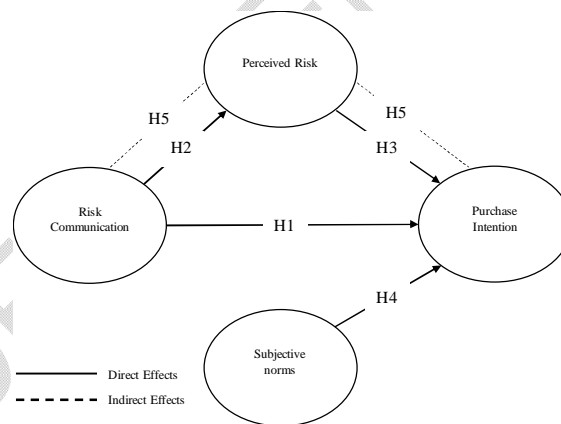 Perceived Risk
H5
H5
H2
H3
Risk
Communication
H1
Purchase
Intention
H4
Subjective
norms
Direct Effects
Indirect Effects